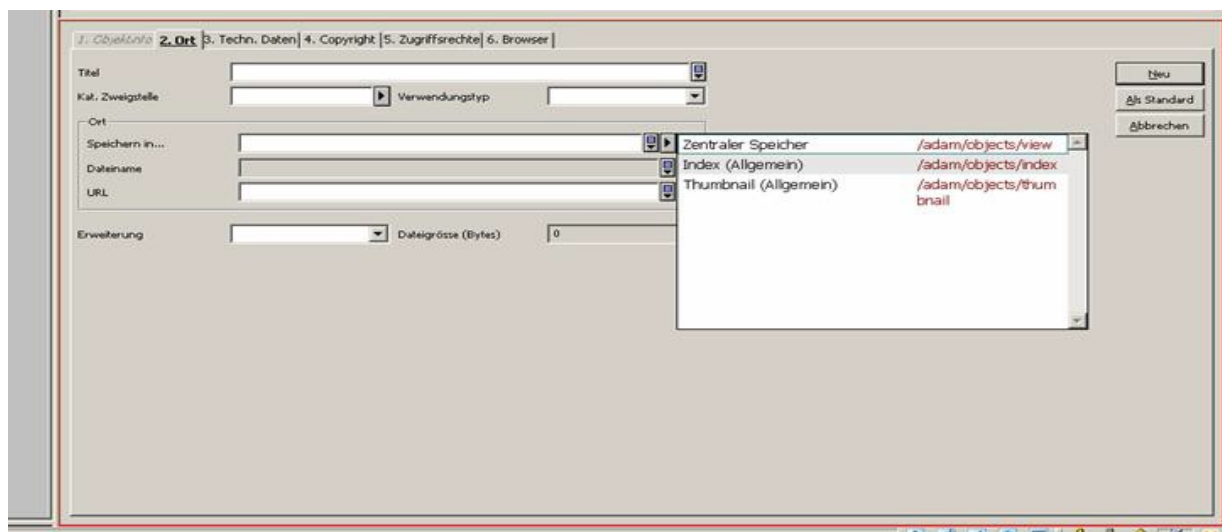 1. Objektinfo 2. Ort 3. Techn. Daten 4. Copyright 5. Zugriffsrechte 6. Browser
Titel
Neu
Kat. Zweigstelle Verwendungstyp
Als Standard
Ort
Abbrechen
Speichern in...
Zentraler Speicher /adam/objects/view
Dateiname
Index (Allgemein) /adam/objects/index
URL
Thumbnail (Allgemein) /adam/objects/thum
bnail
Erweiterung Dateigrösse (Bytes) 0